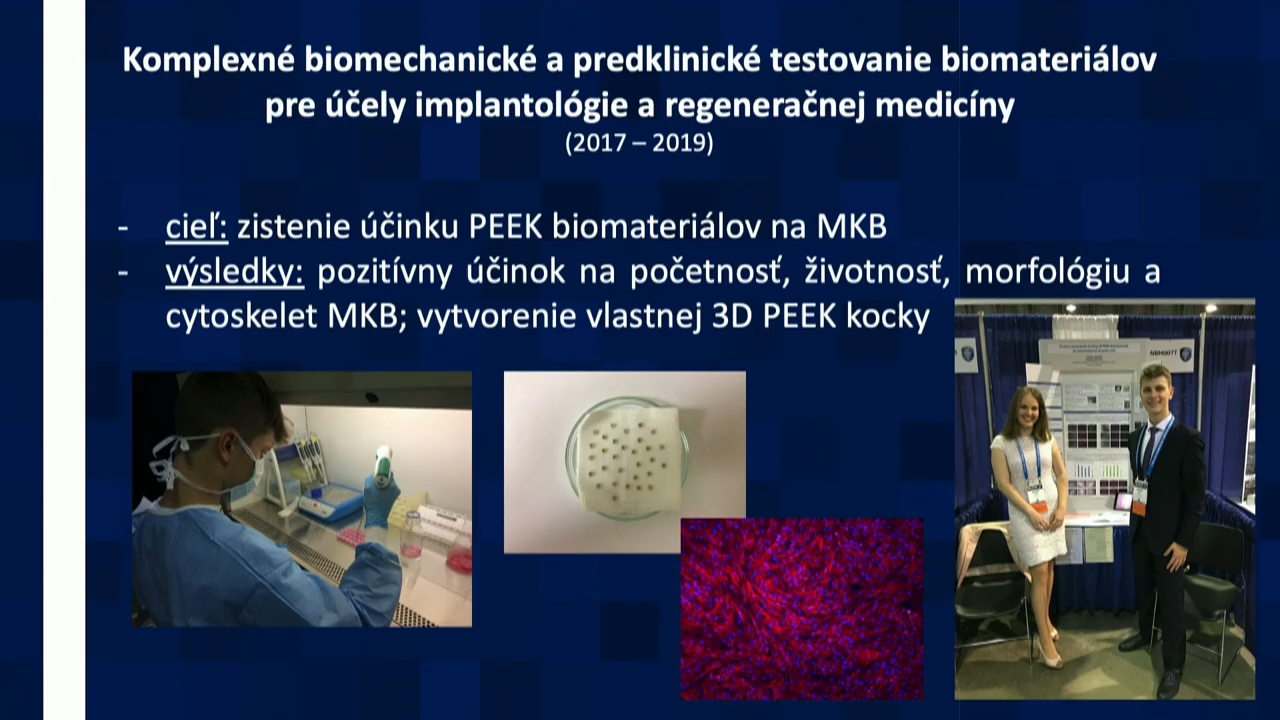 Komplexné biomechanické a predklinické testovanie biomateriálov
pre účely implantológie a regeneračnej medicíny
(2017 – 2019)
- cieľ: zistenie účinku PEEK biomateriálov na MKB
- výsledky: pozitívny účinok na početnosť, životnosť, morfológiu a
cytoskelet MKB; vytvorenie vlastnej 3D PEEK kocky
NBM007T